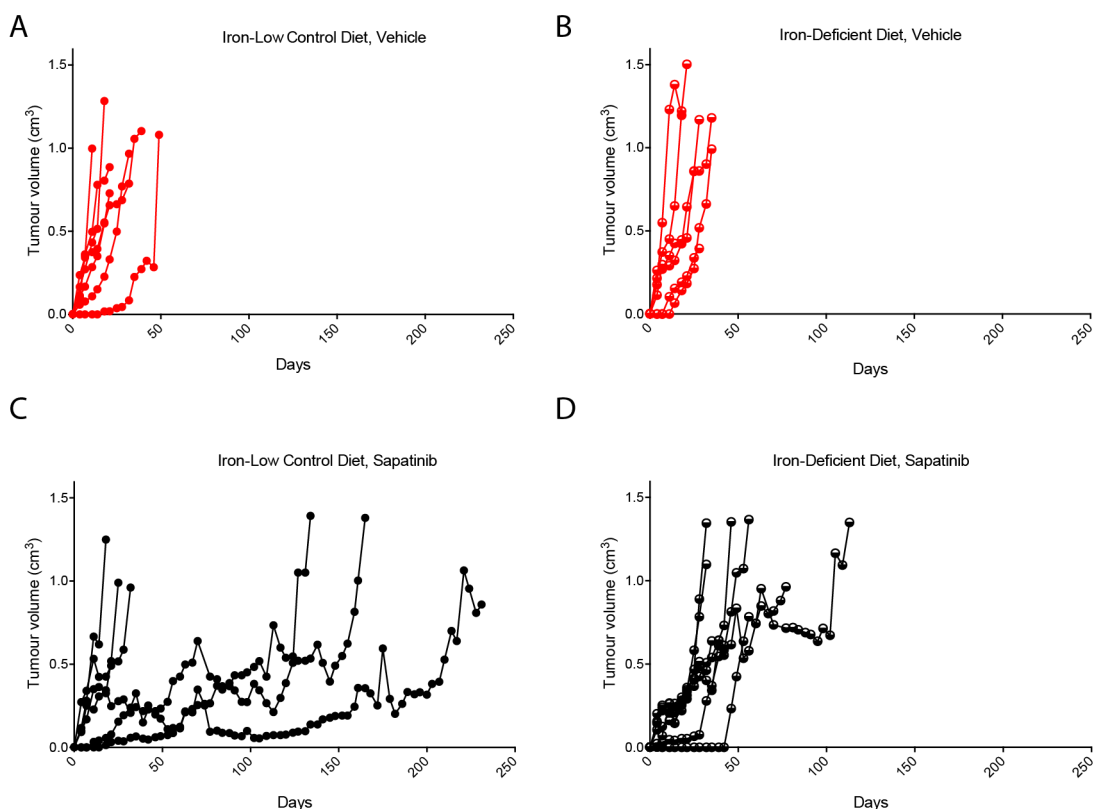 A
Iron-Low Control Diet, Vehicle
Tumour volume (cm³)
1.5
1.0
0.5
0.0
0
50
100
150
200
250
Days
B
Iron-Deficient Diet, Vehicle
Tumour volume (cm³)
1.5
1.0
0.5
0.0
0
50
100
150
200
250
Days
C
Iron-Low Control Diet, Sapatinib
Tumour volume (cm³)
1.5
1.0
0.5
0.0
0
50
100
150
200
250
Days
D
Iron-Deficient Diet, Sapatinib
Tumour volume (cm³)
1.5
1.0
0.5
0.0
0
50
100
150
200
250
Days